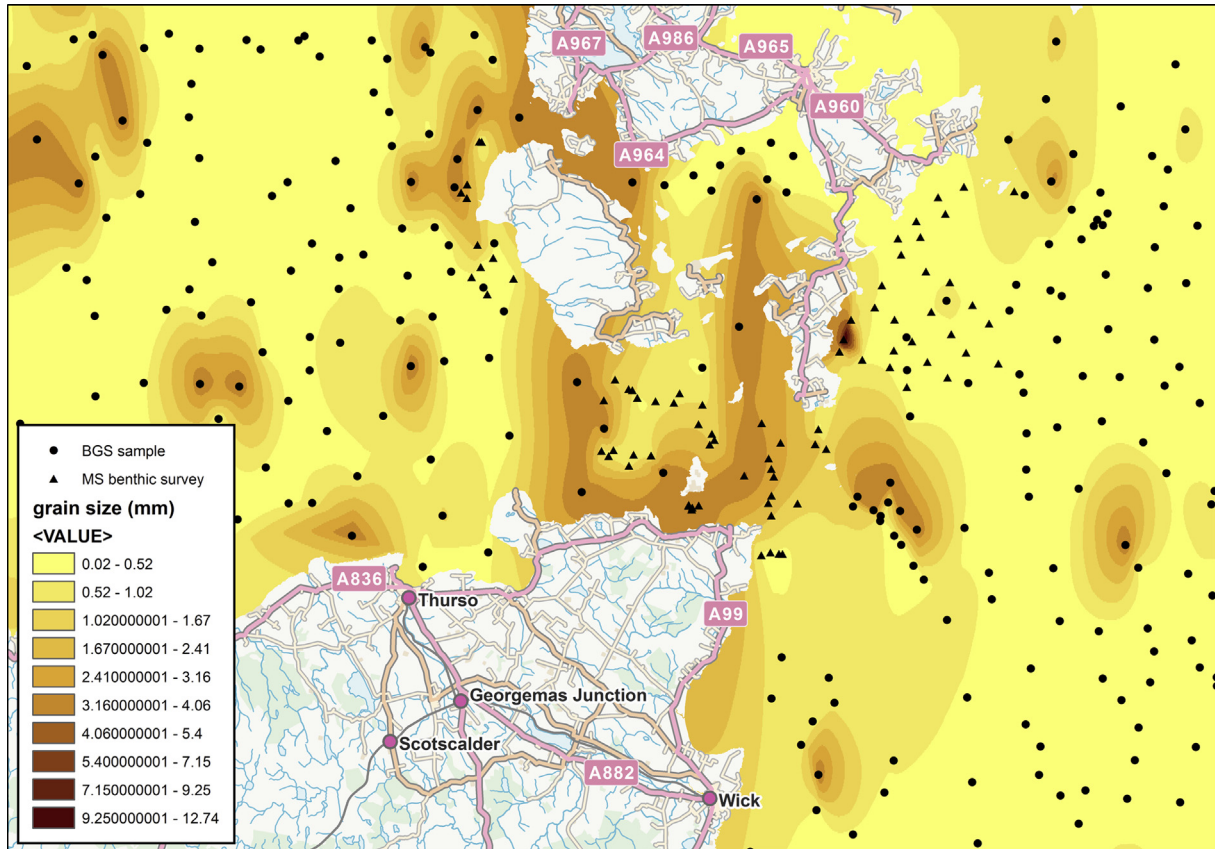 A967
A986
A965
A960
A964
BGS sample
MS benthic survey
grain size (mm)
<VALUE>
0.02 - 0.52
0.52 - 1.02
1.020000001 - 1.67
1.670000001 - 2.41
2.410000001 - 3.16
3.160000001 - 4.06
4.060000001 - 5.4
5.400000001 - 7.15
7.150000001 - 9.25
9.250000001 - 12.74
A836
Thurso
A99
Georgemas Junction
Scotscalder
A882
Wick